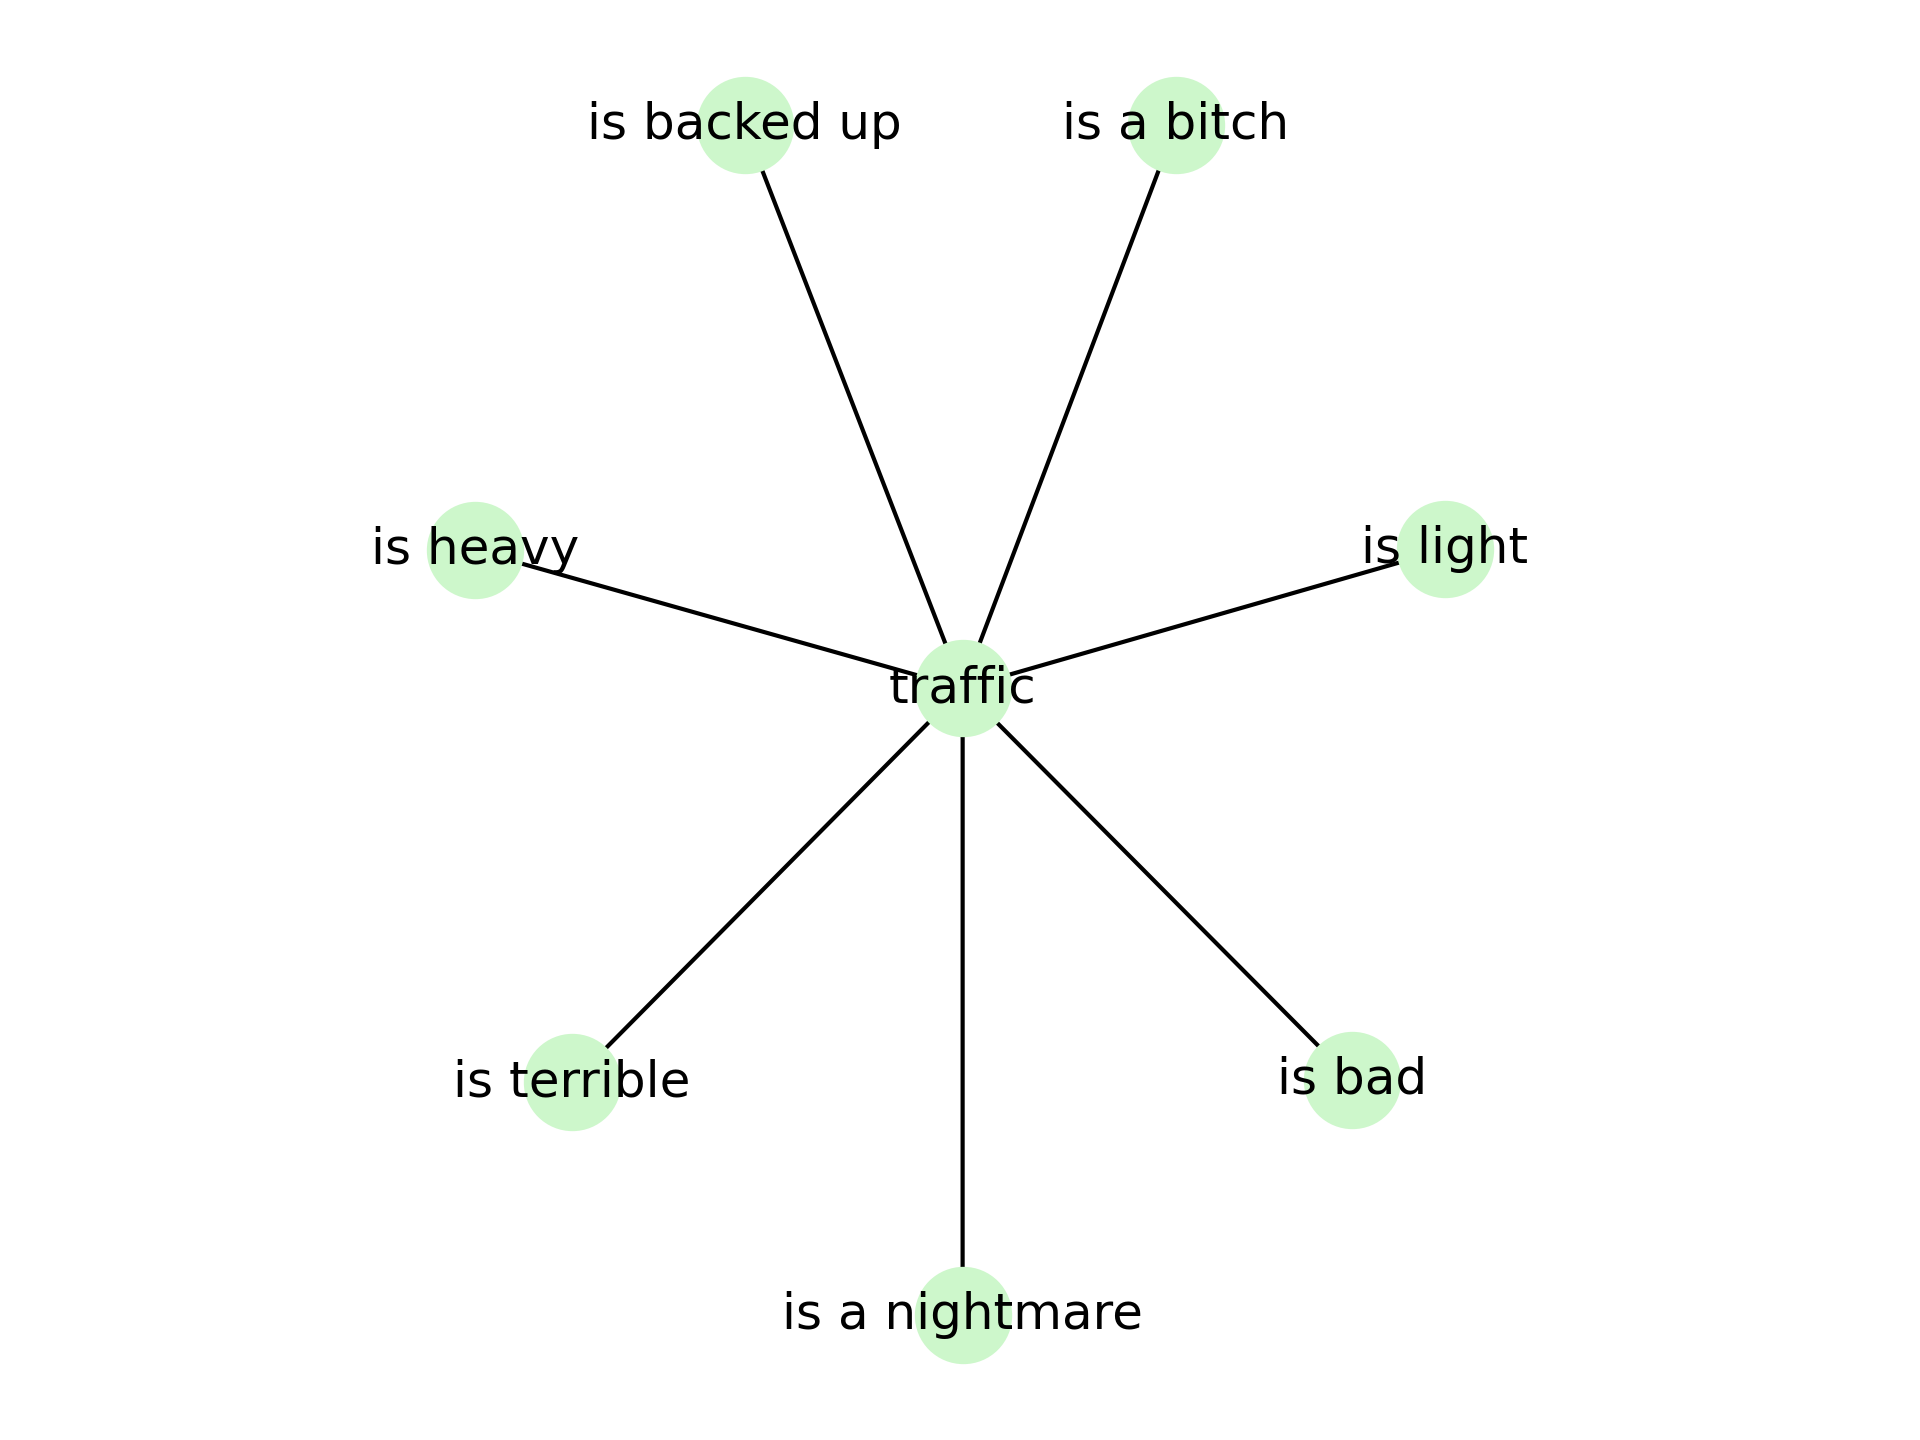 is backed up
is a bitch
is heavy
is light
traffic
is terrible
is bad
is a nightmare